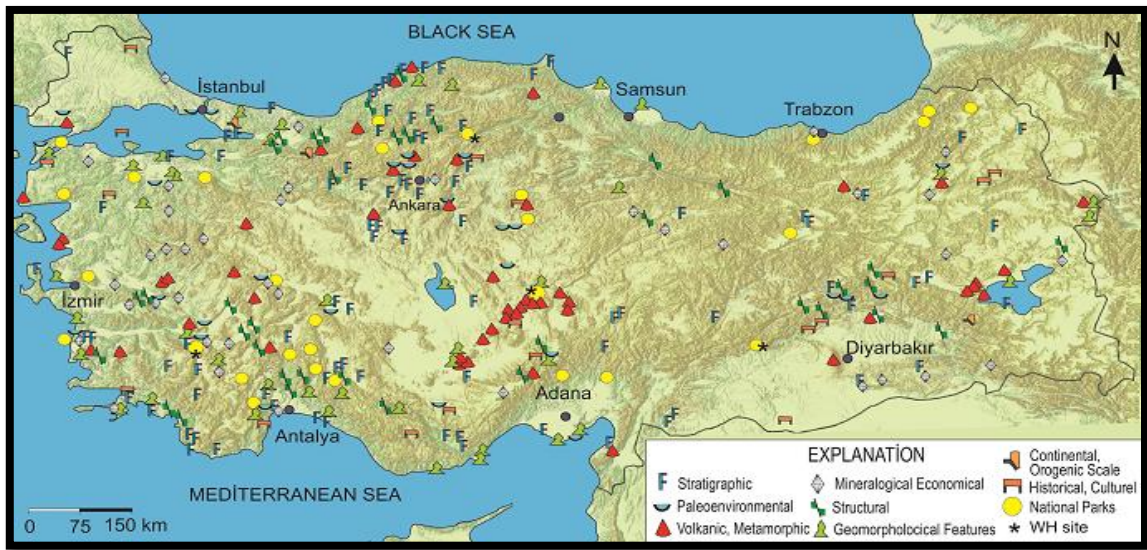 BLACK SEA
N
İstanbul
Samsun
Trabzon
Ankara
İzmir
Diyarbakır
Adana
Antalya
MEDİTERRANEAN SEA
0 75 150 km
EXPLANATİON
F Stratigraphic
Paleoenvironmental
Volkanic, Metamorphic
Mineralogical Economical
Structural
Geomorpholocical Features
Continental,
Orogenic Scale
Historical, Culturel
National Parks
* WH site